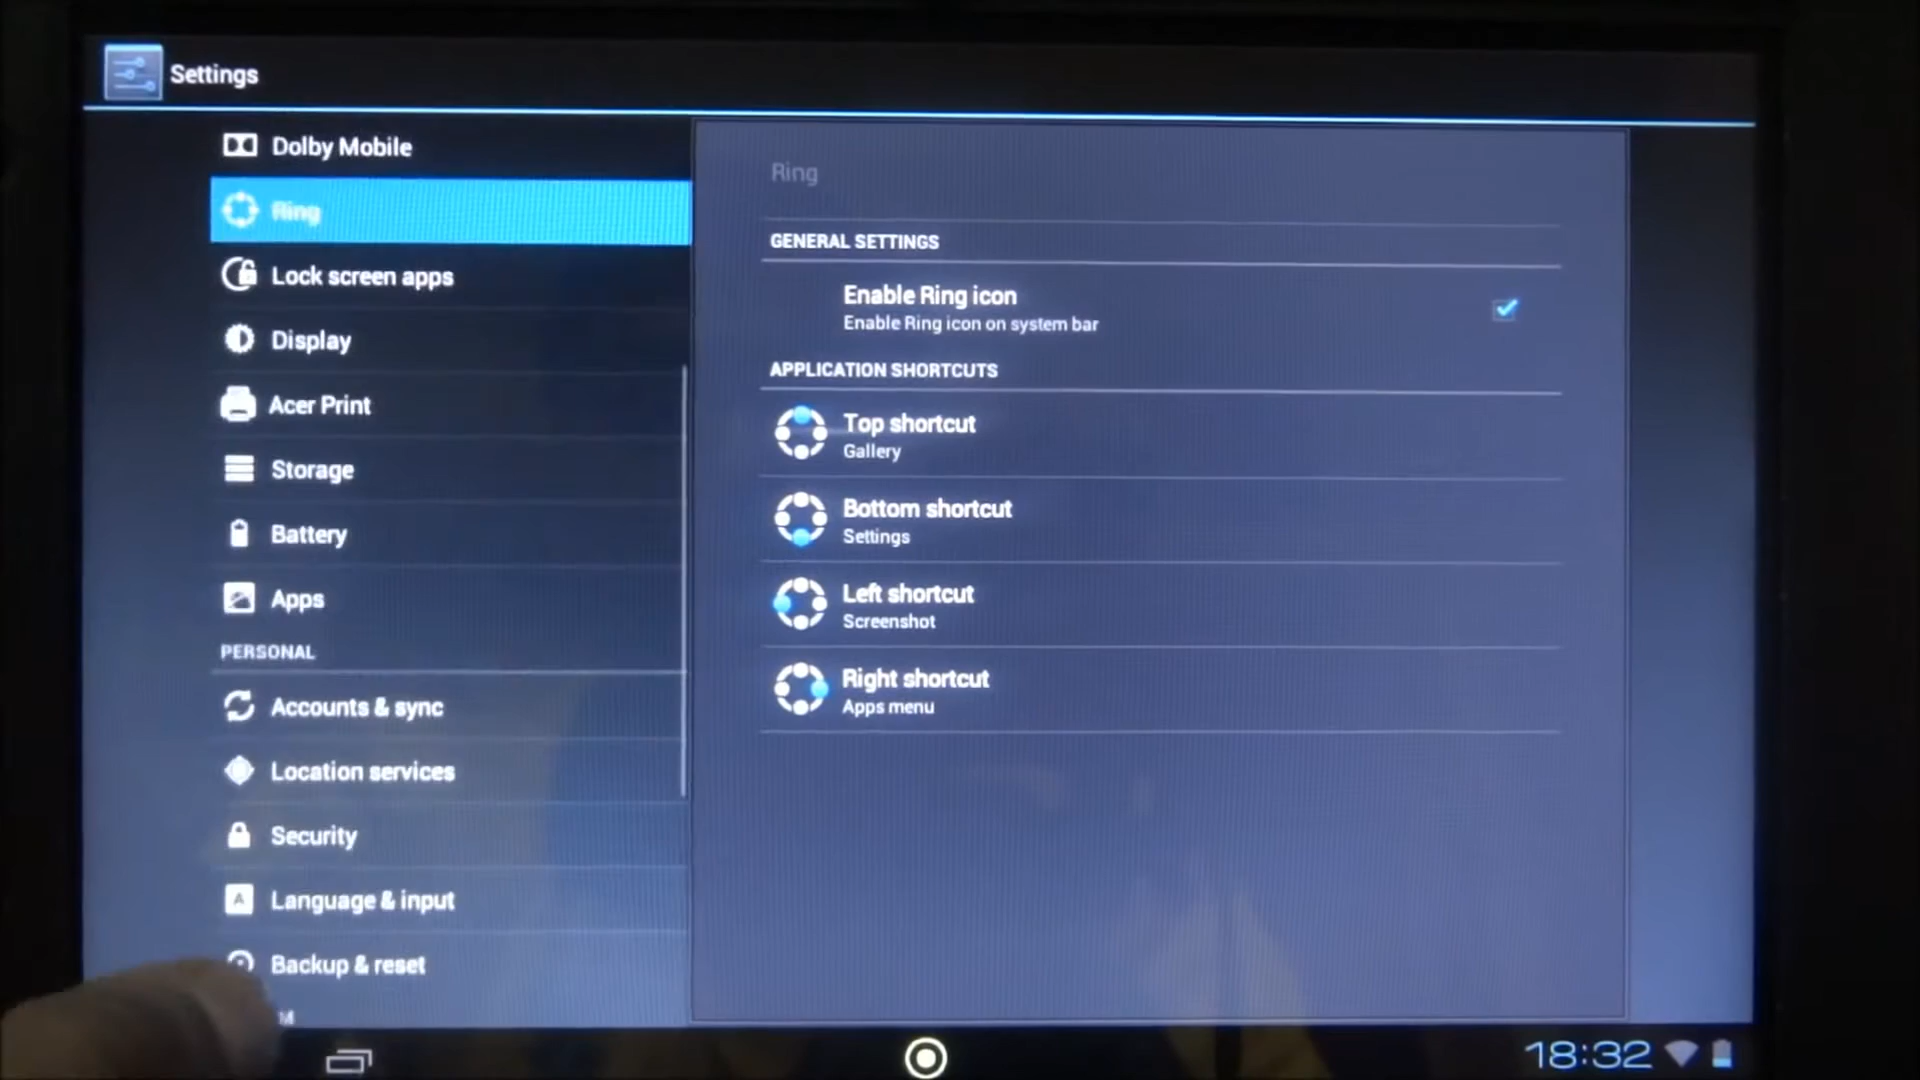 Settings
Dolby Mobile
Ring
Lock screen apps
Display
Acer Print
Storage
Battery
Apps
PERSONAL
Accounts & sync
Location services
Security
A
Language & input
Backup & reset
M
Ring
GENERAL SETTINGS
Enable Ring icon
Enable Ring icon on system bar
APPLICATION SHORTCUTS
Top shortcut
Gallery
Bottom shortcut
Settings
Left shortcut
Screenshot
Right shortcut
Apps menu
18:32